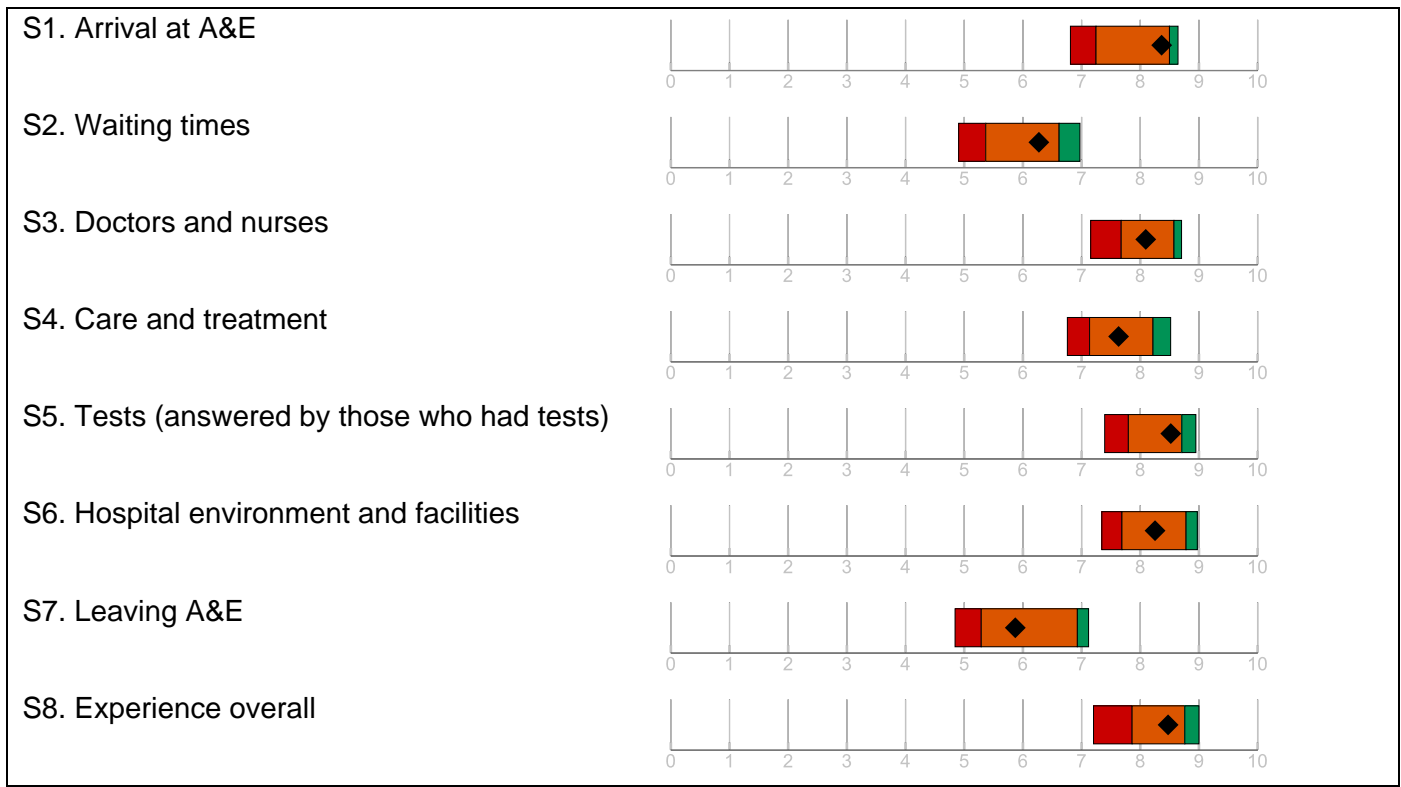 S1. Arrival at A&E
0 1 2 3 4 5 6 7 8 9 10
S2. Waiting times
0 1 2 3 4 5 6 7 8 9 10
S3. Doctors and nurses
0 1 2 3 4 5 6 7 8 9 10
S4. Care and treatment
0 1 2 3 4 5 6 7 8 9 10
S5. Tests (answered by those who had tests)
0 1 2 3 4 5 6 7 8 9 10
S6. Hospital environment and facilities
0 1 2 3 4 5 6 7 8 9 10
S7. Leaving A&E
0 1 2 3 4 5 6 7 8 9 10
S8. Experience overall
0 1 2 3 4 5 6 7 8 9 10